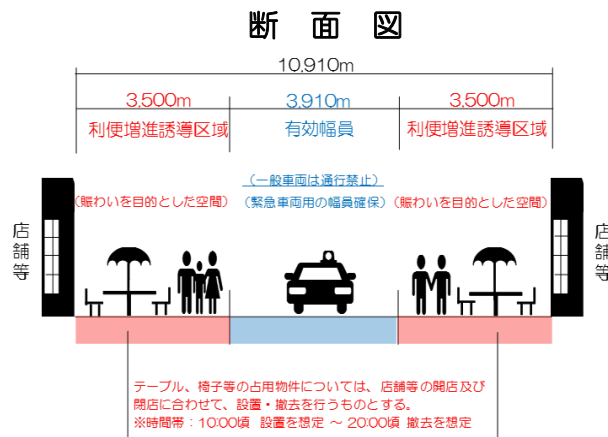 断面図
10,910m
3,500m 3,910m 3,500m
利便増進誘導区域 有効幅員 利便増進誘導区域
(一般車両は通行禁止)
(賑わいを目的とした空間) (緊急車両用の幅員確保) (賑わいを目的とした空間)
店舗等
店舗等
テーブル、椅子等の占用物件については、店舗等の開店及び
閉店に合わせて、設置・撤去を行うものとする。
※時間帯:10:00頃 設置を想定 ～ 20:00頃 撤去を想定